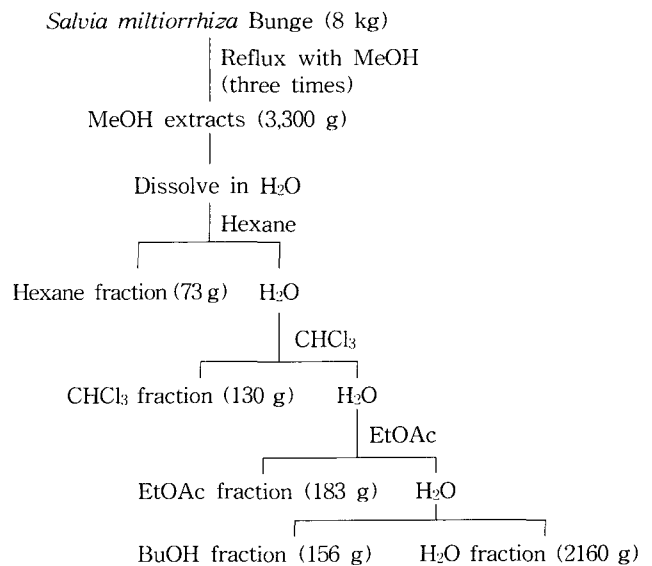 Salvia miltiorrhiza Bunge (8 kg)
Reflux with MeOH
(three times)
MeOH extracts (3,300 g)
Dissolve in H₂O
Hexane
Hexane fraction (73 g) H₂O
CHCl₃
CHCl₃ fraction (130 g) H₂O
EtOAc
EtOAc fraction (183 g) H₂O
BuOH fraction (156 g) H₂O fraction (2160 g)